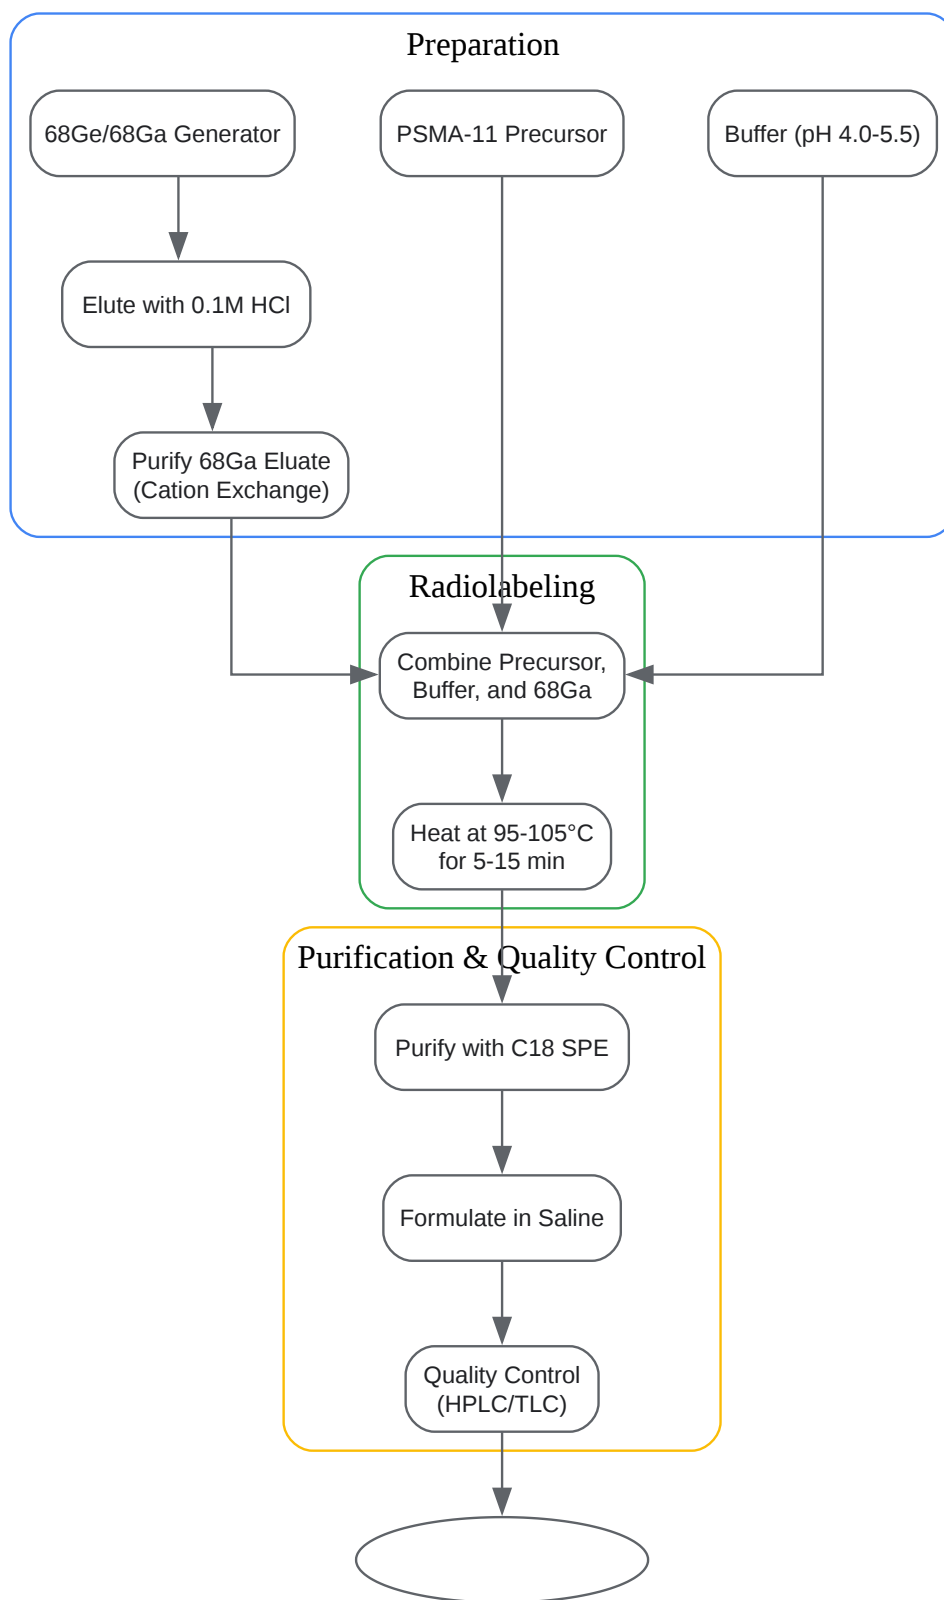 Preparation
68Ge/68Ga Generator
PSMA-11 Precursor
Buffer (pH 4.0-5.5)
Elute with 0.1M HCl
Purify 68Ga Eluate
(Cation Exchange)
Radiolabeling
Combine Precursor,
Buffer, and 68Ga
Heat at 95-105°C
for 5-15 min
Purification & Quality Control
Purify with C18 SPE
Formulate in Saline
Quality Control
(HPLC/TLC)